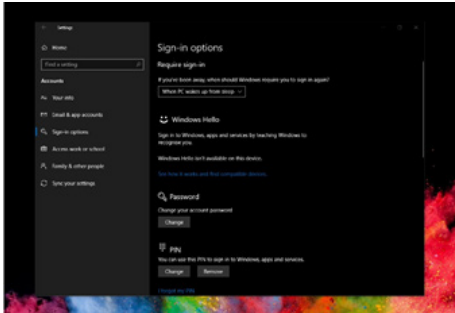 Settings
Home
Find a setting
Accounts
Your info
Email & app accounts
Sign-in options
Access work or school
Family & other people
Sync your settings
Sign-in options
Require sign-in
If you've been away, when should Windows require you to sign in again?
When PC wakes up from sleep
Windows Hello
Sign in to Windows, apps and services by teaching Windows to
recognise you.
Windows Hello isn't available on this device.
See how it works and find compatible devices.
Password
Change your account password
Change
PIN
You can use this PIN to sign in to Windows, apps and services.
Change Remove
I forgot my PIN